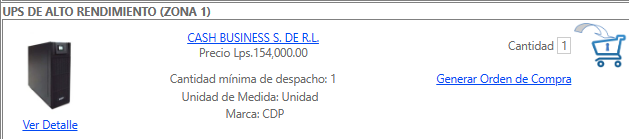 UPS DE ALTO RENDIMIENTO (ZONA 1)
CASH BUSINESS S. DE R.L.
Precio Lps.154,000.00
Cantidad 1
Cantidad mínima de despacho: 1
Generar Orden de Compra
Unidad de Medida: Unidad
Marca: CDP
Ver Detalle